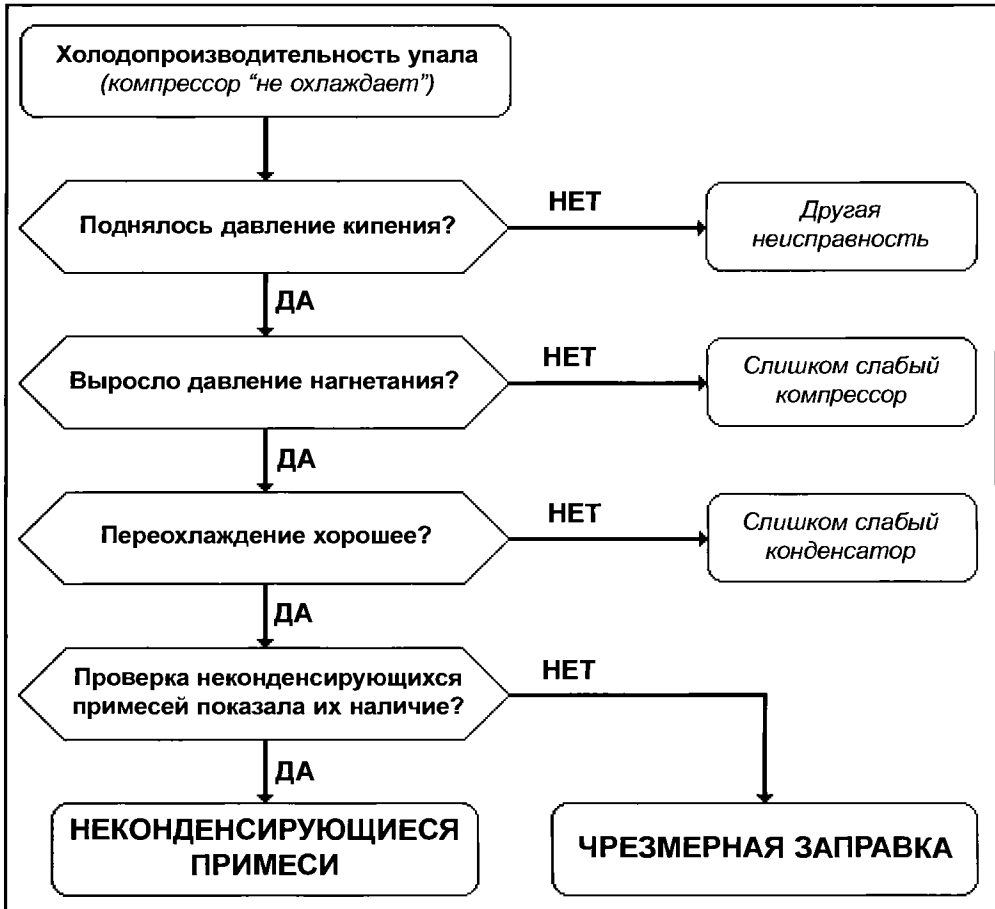 Холодопроизводительность упала
(компрессор “не охлаждает”)
Поднялось давление кипения?
НЕТ
Другая
неисправность
ДА
Выросло давление нагнетания?
НЕТ
Слишком слабый
компрессор
ДА
Переохлаждение хорошее?
НЕТ
Слишком слабый
конденсатор
ДА
Проверка неконденсирующихся
примесей показала их наличие?
НЕТ
ДА
НЕКОНДЕНСИРУЮЩИЕСЯ
ПРИМЕСИ
ЧРЕЗМЕРНАЯ ЗАПРАВКА